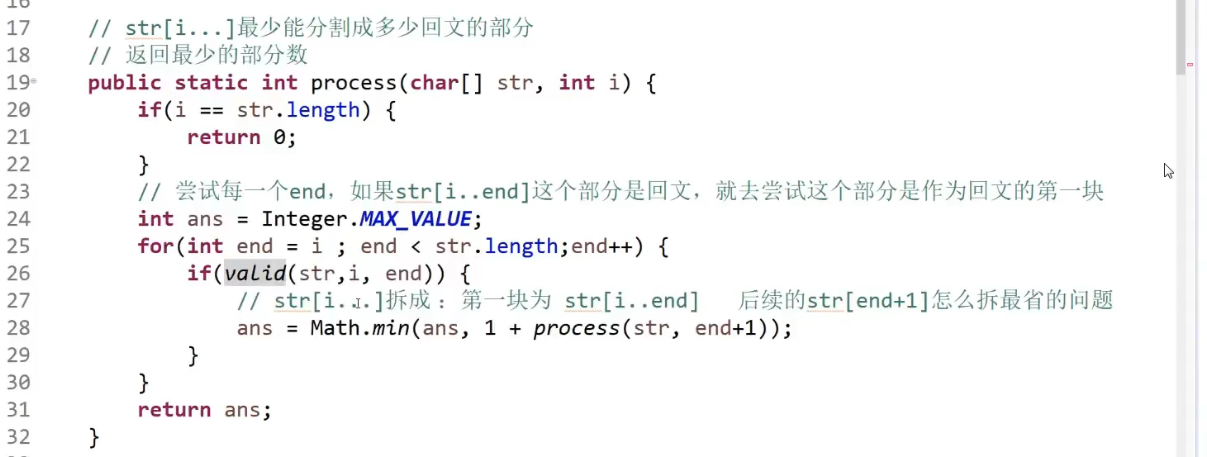 16
17 // str[i...]最少能分割成多少回文的部分
18 // 返回最少的部分数
19 public static int process(char[] str, int i) {
20 if(i == str.length) {
21 return 0;
22 }
23 // 尝试每一个end，如果str[i..end]这个部分是回文，就去尝试这个部分是作为回文的第一块
24 int ans = Integer.MAX_VALUE;
25 for(int end = i ; end < str.length;end++) {
26 if(valid(str,i, end)) {
27 // str[i...]拆成：第一块为 str[i..end] 后续的str[end+1]怎么拆最省的问题
28 ans = Math.min(ans, 1 + process(str, end+1));
29 }
30 }
31 return ans;
32 }